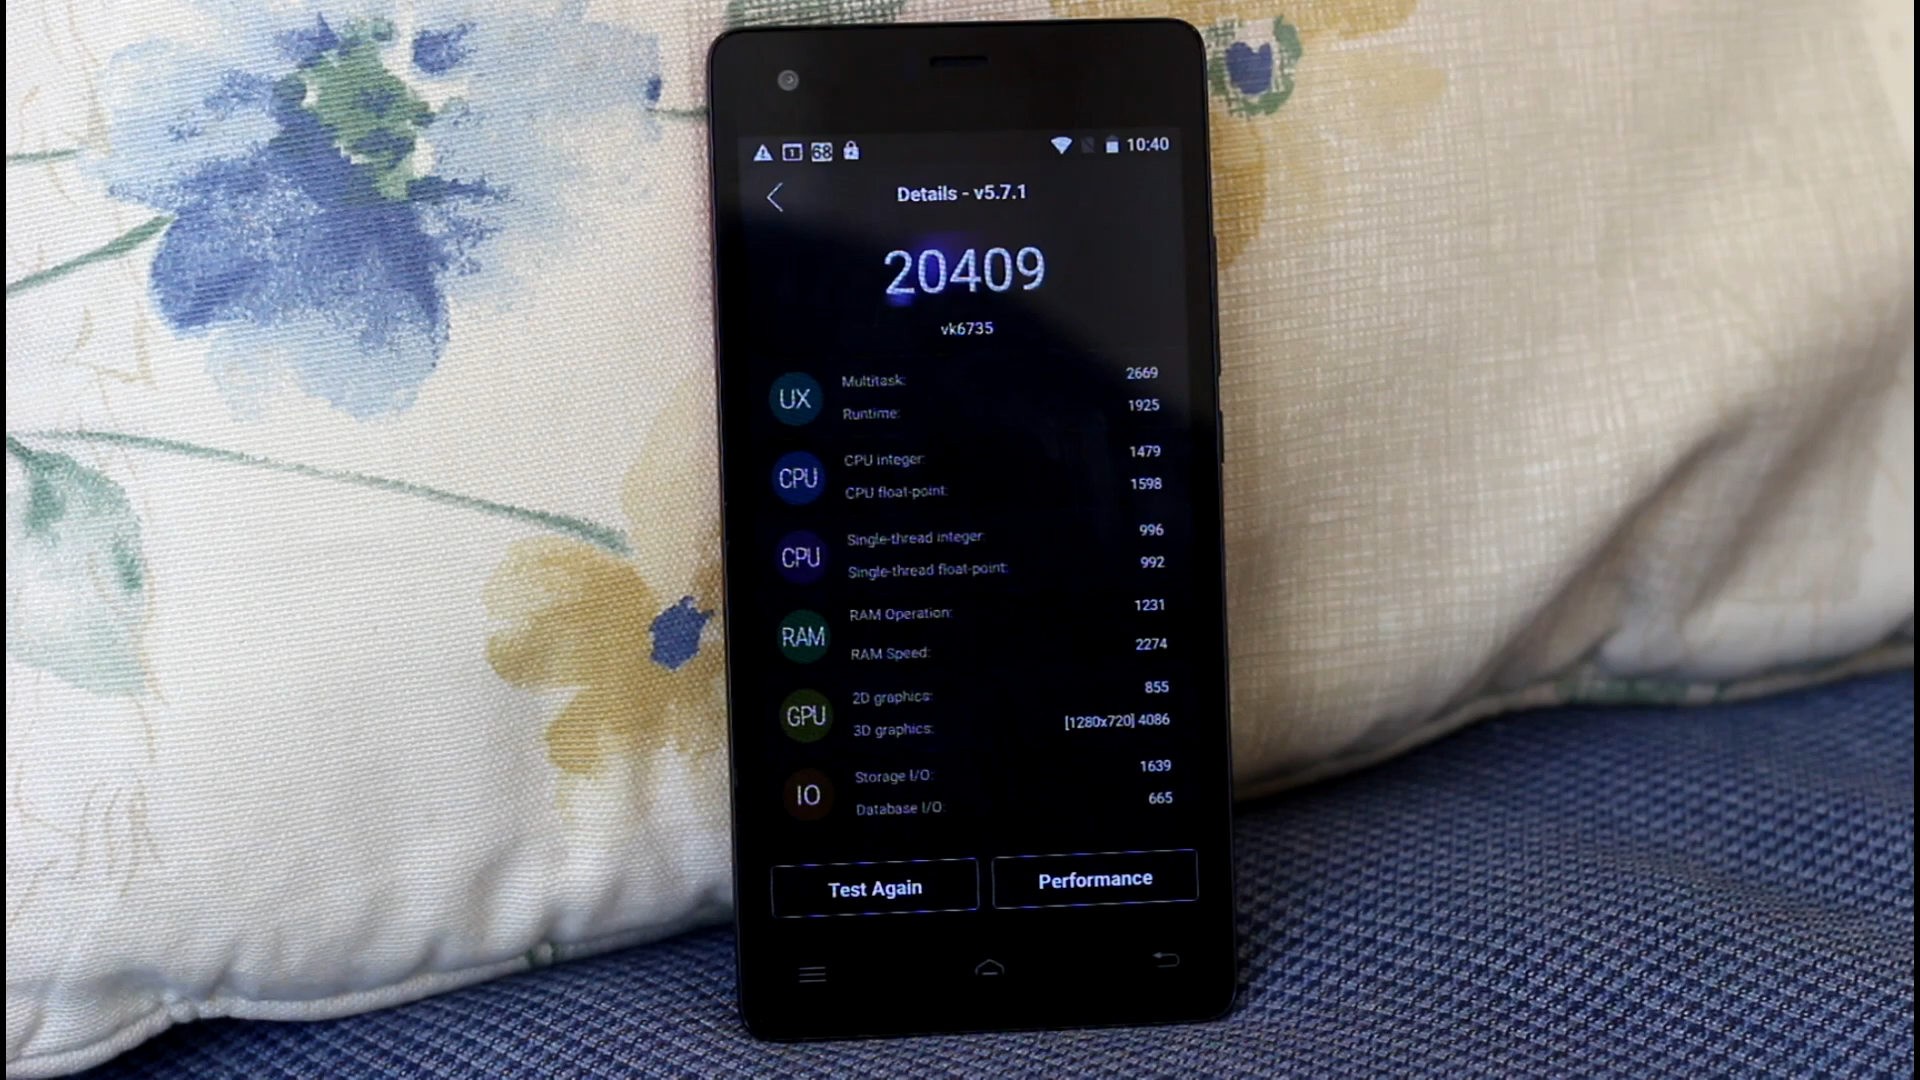 1 68 10:40
Details - v5.7.1
20409
vk6735
UX
Multitask: 2669
Runtime: 1925
CPU
CPU integer: 1479
CPU float-point: 1598
CPU
Single-thread integer: 996
Single-thread float-point: 992
RAM
RAM Operation: 1231
RAM Speed: 2274
GPU
2D graphics: 855
3D graphics: [1280x720] 4086
IO
Storage I/O: 1639
Database I/O: 665
Test Again Performance